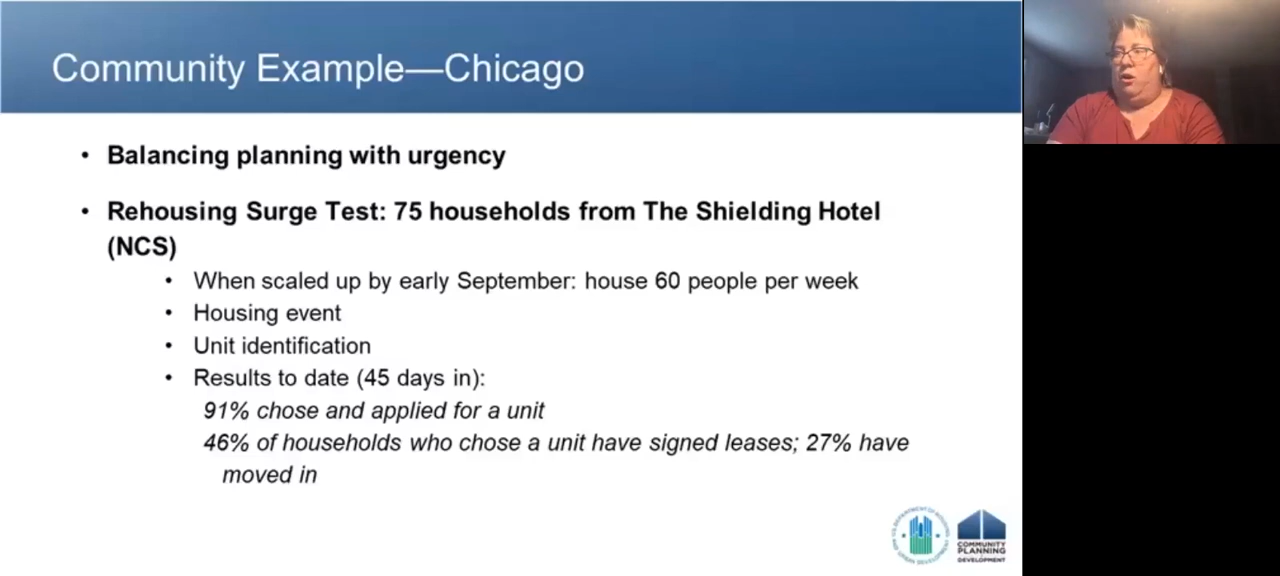 Community Example—Chicago
• Balancing planning with urgency
• Rehousing Surge Test: 75 households from The Shielding Hotel
(NCS)
• When scaled up by early September: house 60 people per week
• Housing event
• Unit identification
• Results to date (45 days in):
91% chose and applied for a unit
46% of households who chose a unit have signed leases; 27% have
moved in
COMMUNITY
PLANNING
DEVELOPMENT